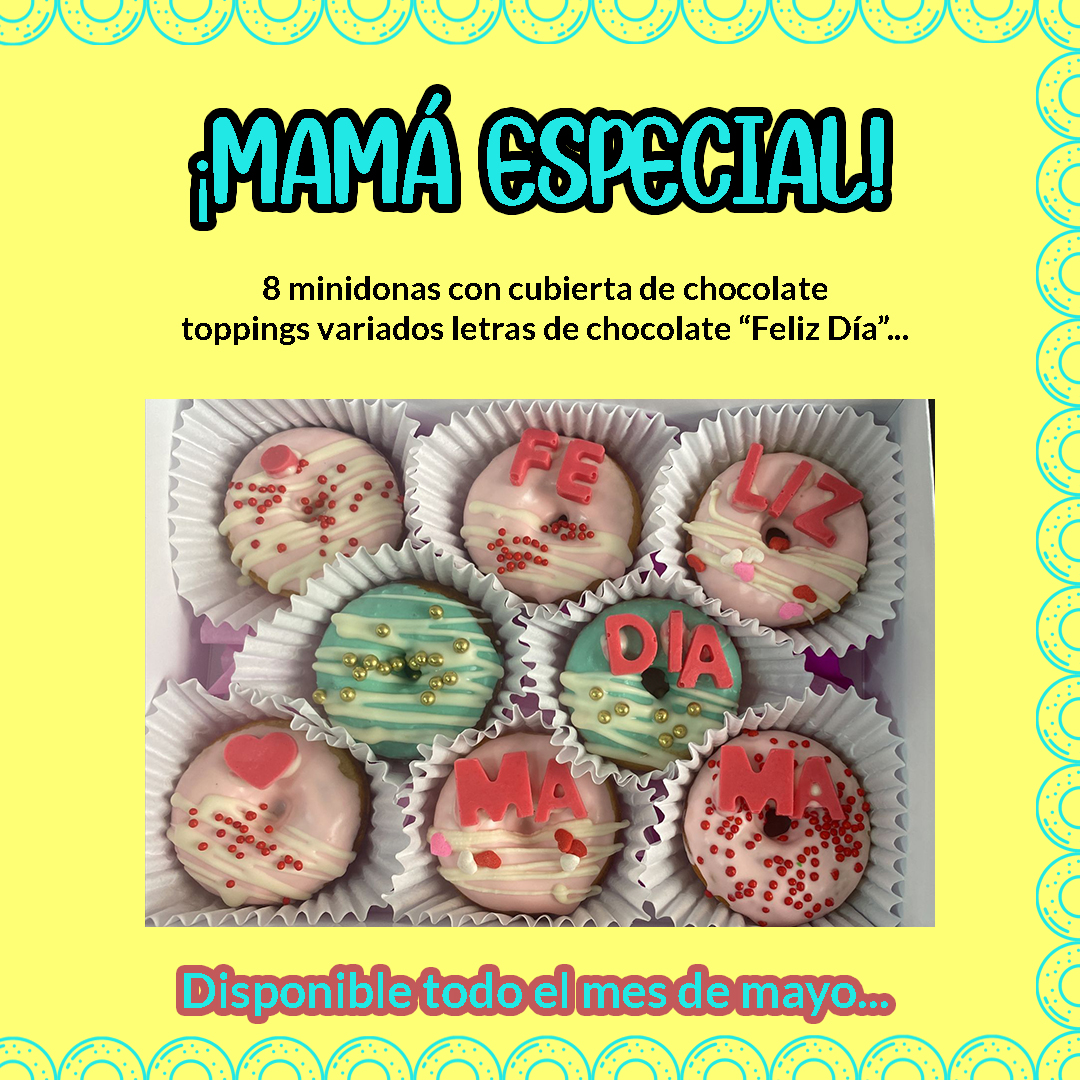 ¡MAMÁ ESPECIAL!
8 minidonas con cubierta de chocolate
toppings variados letras de chocolate “Feliz Día”...
FE
LIZ
DIA
MA
MA
Disponible todo el mes de mayo...